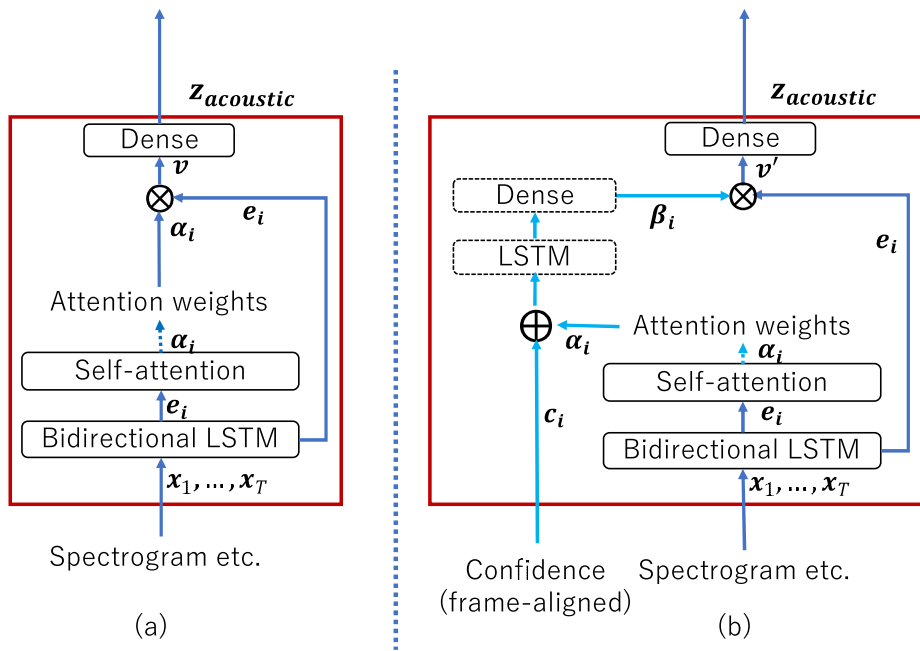 z_acoustic
Dense
v
e_i
α_i
Attention weights
α_i
Self-attention
e_i
Bidirectional LSTM
x_1, ..., x_T
Spectrogram etc.
(a)
z_acoustic
Dense
v'
Dense
β_i
LSTM
e_i
Attention weights
α_i
α_i
Self-attention
c_i
e_i
Bidirectional LSTM
x_1, ..., x_T
Confidence
(frame-aligned)
Spectrogram etc.
(b)